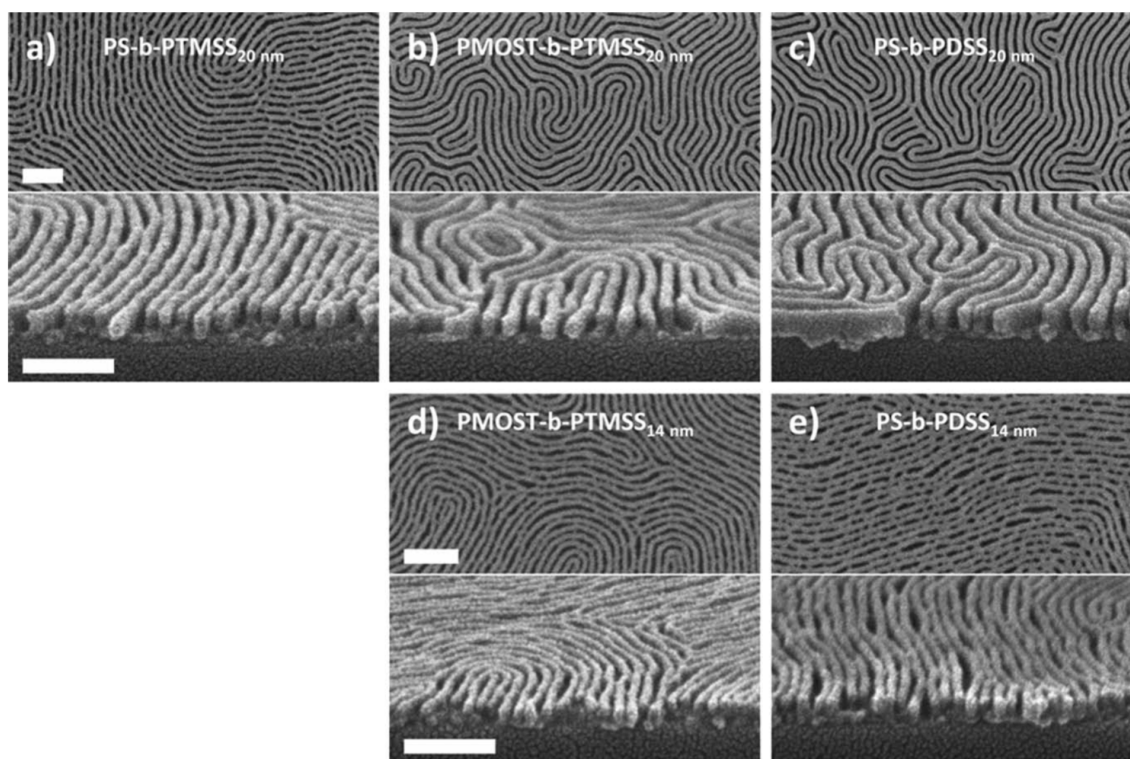 a) PS-b-PTMSS20 nm
b) PMOST-b-PTMSS20 nm
c) PS-b-PDSS20 nm
d) PMOST-b-PTMSS14 nm
e) PS-b-PDSS14 nm